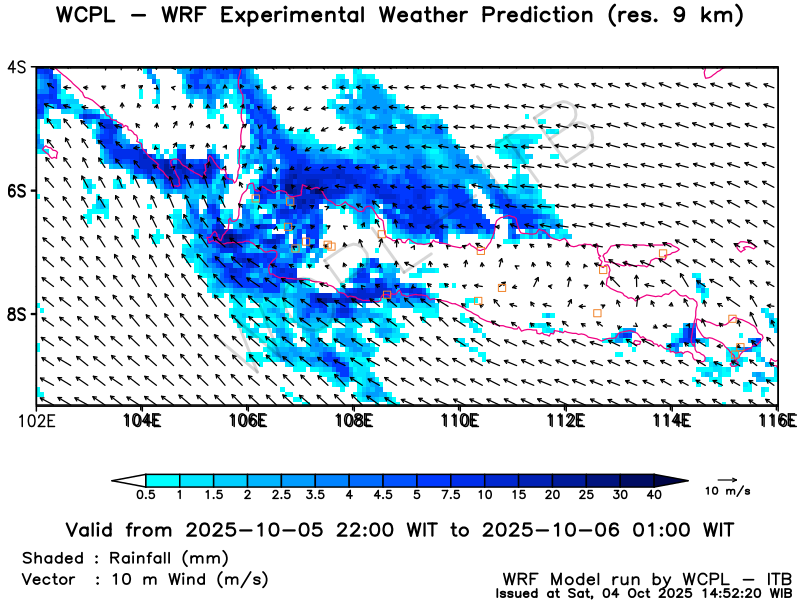 WCPL – WRF Experimental Weather Prediction (res. 9 km)
4S
6S
8S
102E 104E 106E 108E 110E 112E 114E 116E
0.5 1 1.5 2 2.5 3.5 4 4.5 5 7.5 10 15 20 25 30 40
10 m/s
Valid from 2025-10-05 22:00 WIT to 2025-10-06 01:00 WIT
Shaded : Rainfall (mm)
Vector : 10 m Wind (m/s)
WRF Model run by WCPL – ITB
Issued at Sat, 04 Oct 2025 14:52:20 WIB